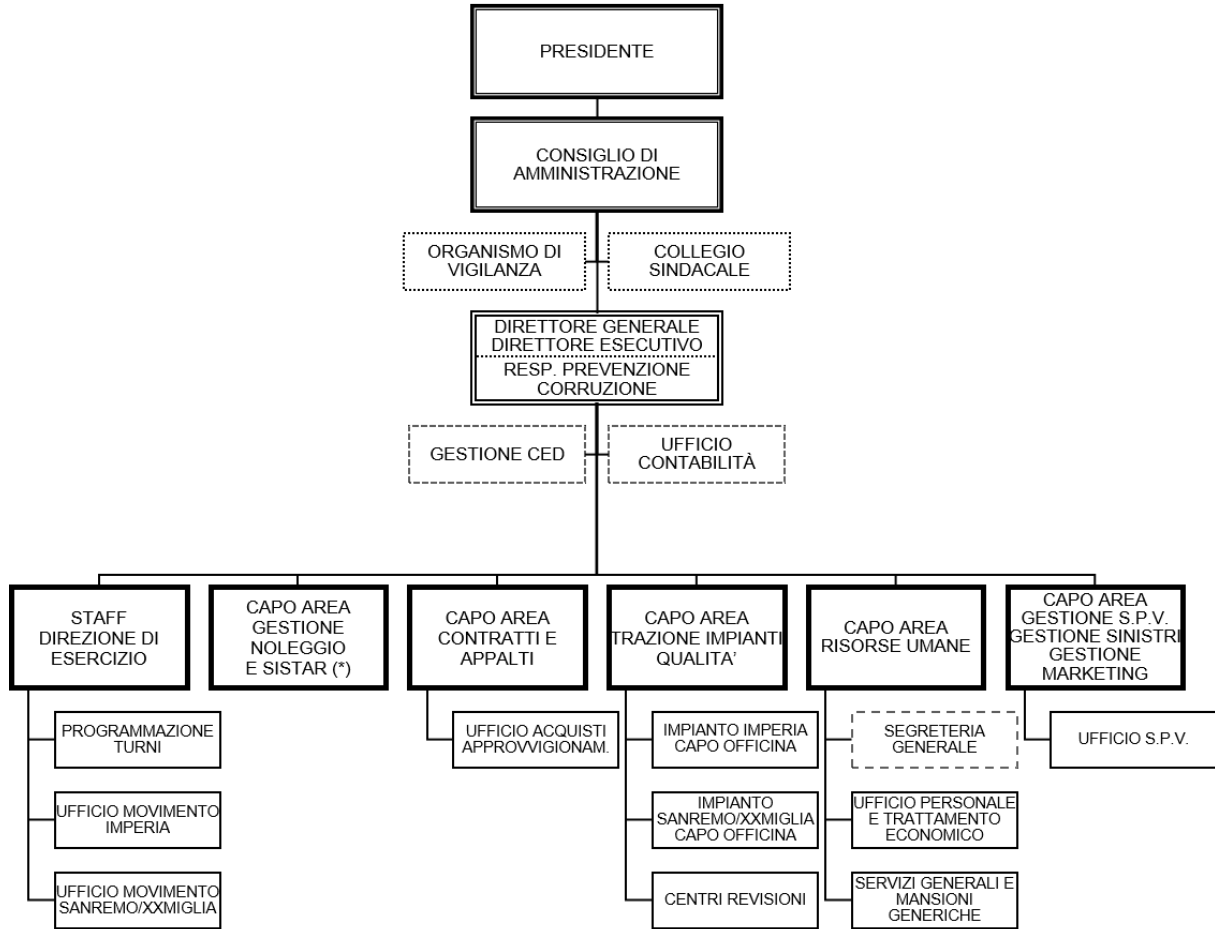 PRESIDENTE
CONSIGLIO DI
AMMINISTRAZIONE
ORGANISMO DI
VIGILANZA
COLLEGIO
SINDACALE
DIRETTORE GENERALE
DIRETTORE ESECUTIVO
RESP. PREVENZIONE
CORRUZIONE
GESTIONE CED
UFFICIO
CONTABILITÀ
STAFF
DIREZIONE DI
ESERCIZIO
CAPO AREA
GESTIONE
NOLEGGIO
E SISTAR (*)
CAPO AREA
CONTRATTI E
APPALTI
CAPO AREA
TRAZIONE IMPIANTI
QUALITA’
CAPO AREA
RISORSE UMANE
CAPO AREA
GESTIONE S.P.V.
GESTIONE SINISTRI
GESTIONE
MARKETING
PROGRAMMAZIONE
TURNI
UFFICIO MOVIMENTO
IMPERIA
UFFICIO MOVIMENTO
SANREMO/XXMIGLIA
UFFICIO ACQUISTI
APPROVVIGIONAM.
IMPIANTO IMPERIA
CAPO OFFICINA
IMPIANTO
SANREMO/XXMIGLIA
CAPO OFFICINA
CENTRI REVISIONI
SEGRETERIA
GENERALE
UFFICIO PERSONALE
E TRATTAMENTO
ECONOMICO
SERVIZI GENERALI E
MANSIONI
GENERICHE
UFFICIO S.P.V.